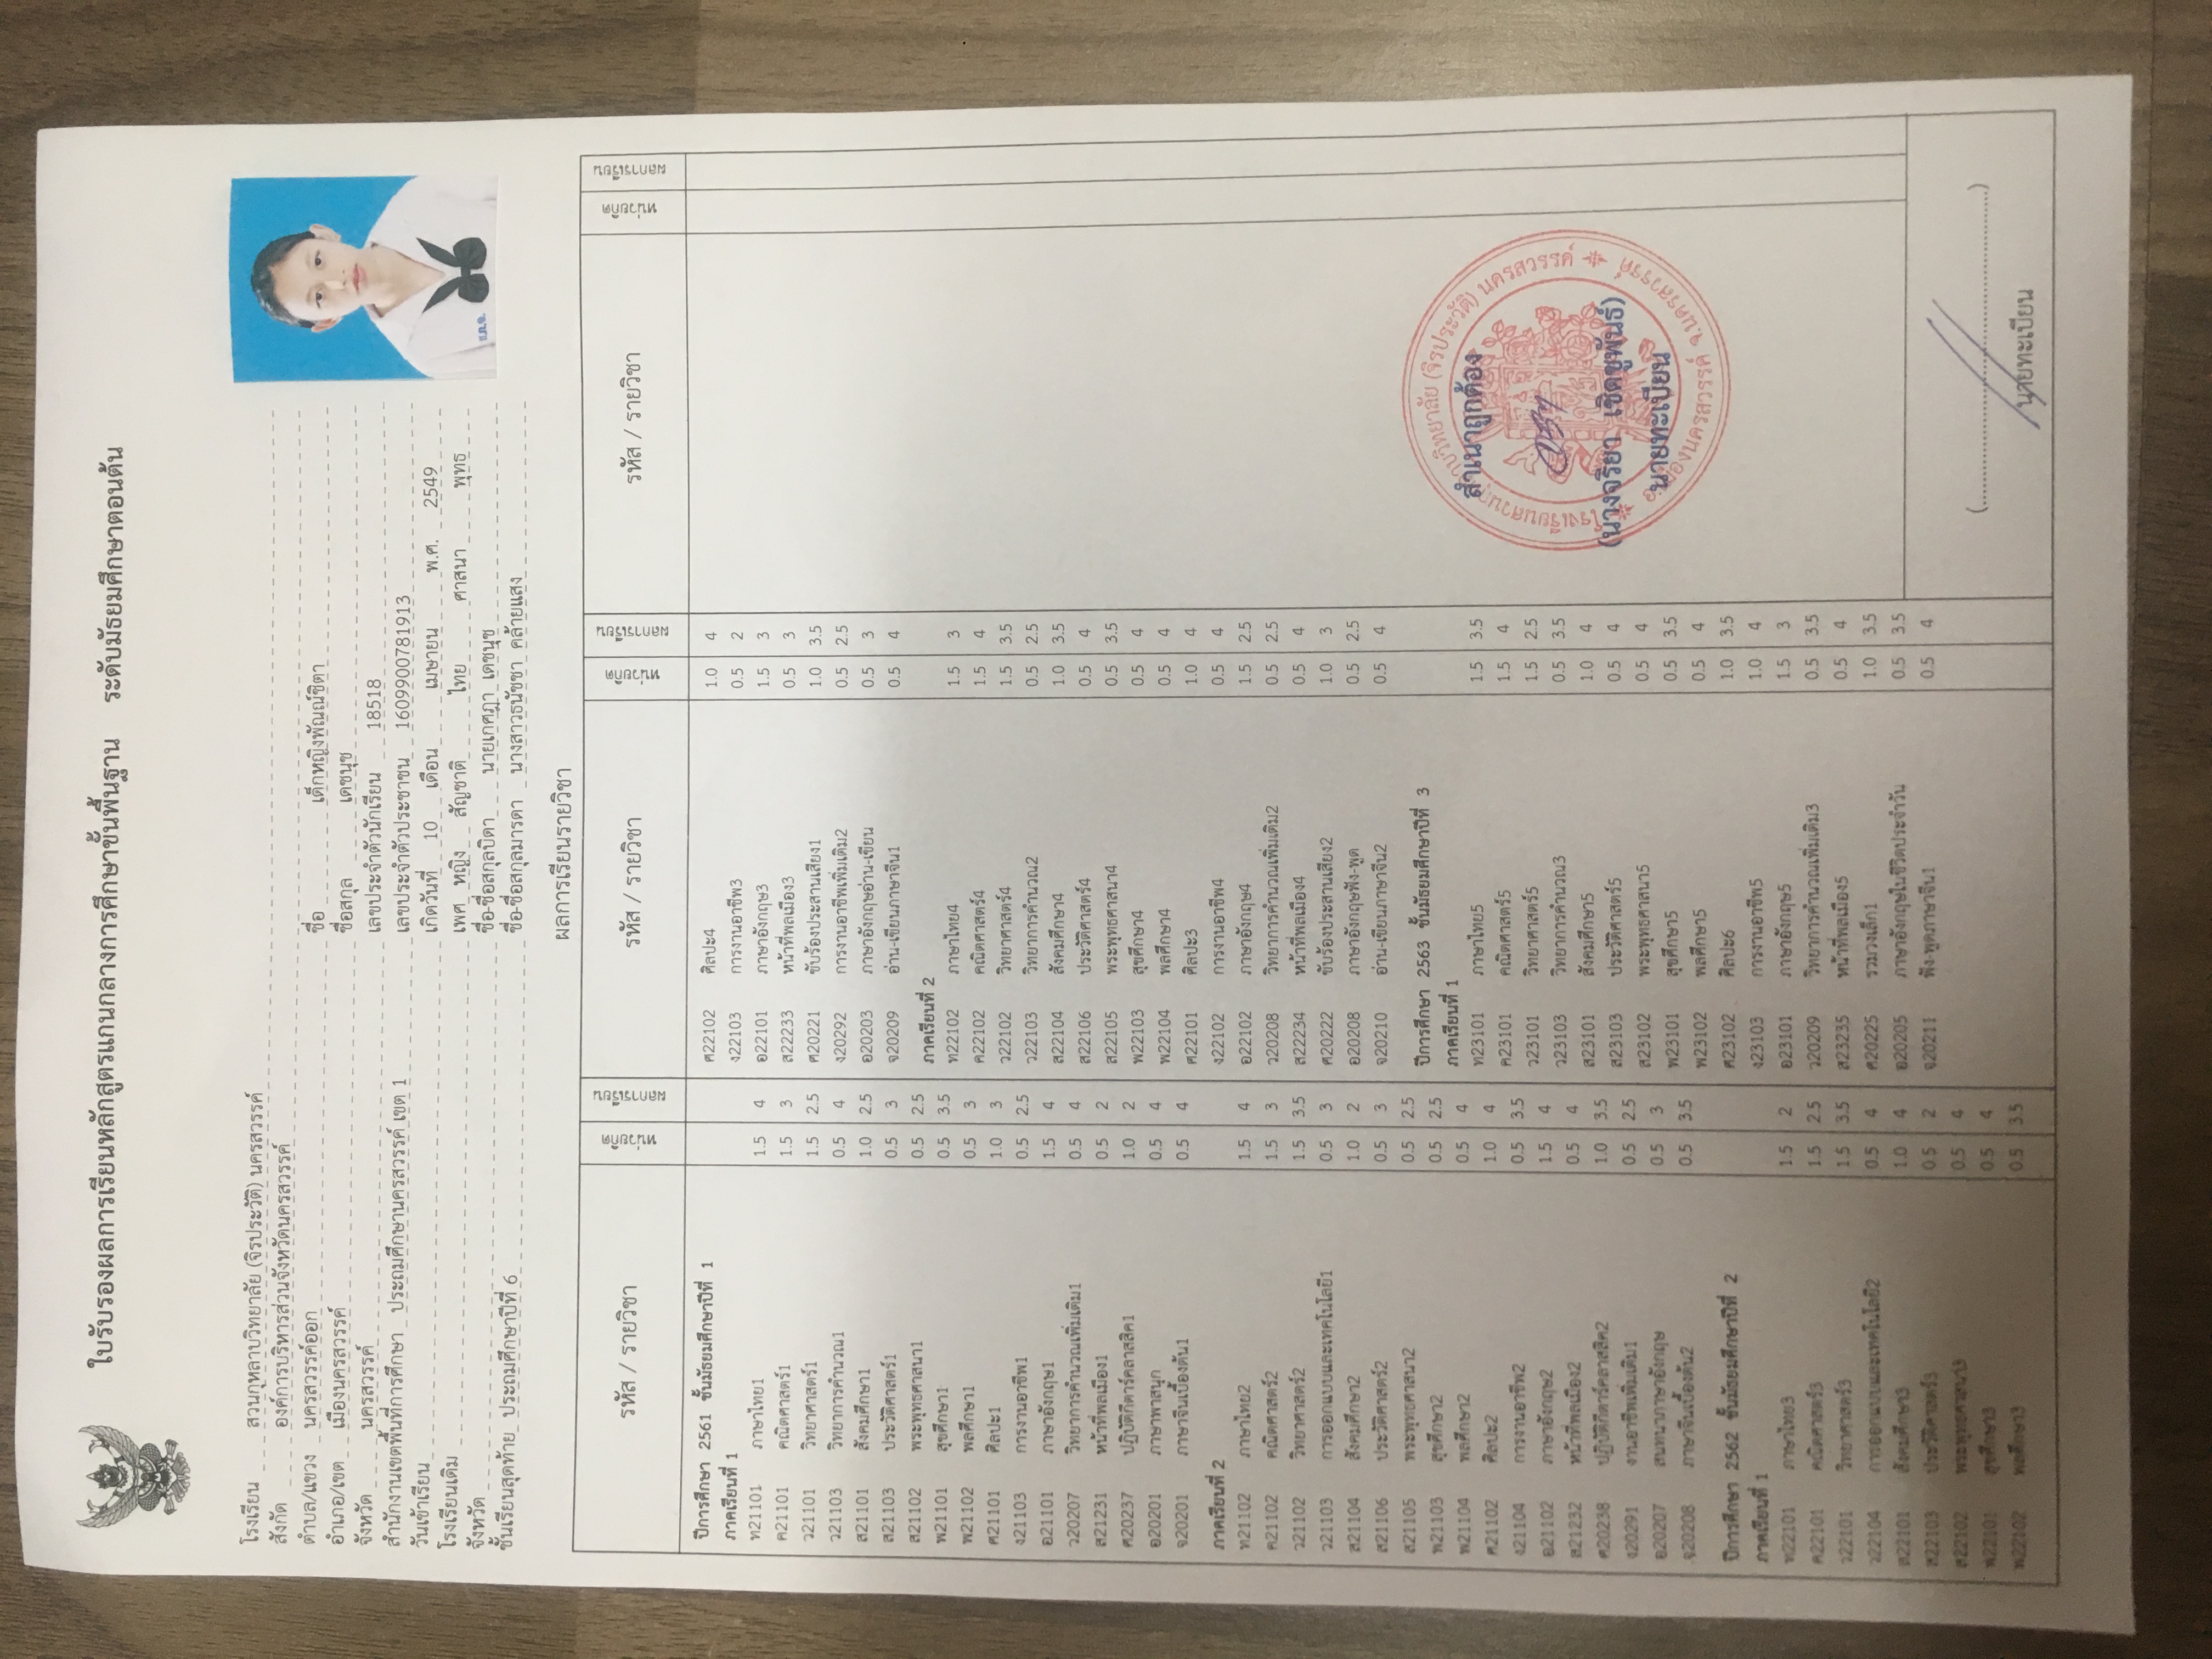 ใบรับรองผลการเรียนหลักสูตรแกนกลางการศึกษาขั้นพื้นฐาน ระดับมัธยมศึกษาตอนต้น
โรงเรียน สวนกุหลาบวิทยาลัย (จิรประวัติ) นครสวรรค์
สังกัด องค์การบริหารส่วนจังหวัดนครสวรรค์
ตำบล/แขวง นครสวรรค์ออก
อำเภอ/เขต เมืองนครสวรรค์
จังหวัด นครสวรรค์
สำนักงานเขตพื้นที่การศึกษา ประถมศึกษานครสวรรค์ เขต 1
วันเข้าเรียน
โรงเรียนเดิม
จังหวัด
ชั้นเรียนสุดท้าย ประถมศึกษาปีที่ 6
ชื่อ เด็กหญิงพัณณ์ชิตา
ชื่อสกุล เดชนุช
เลขประจำตัวนักเรียน 18518
เลขประจำตัวประชาชน 1609900781913
เกิดวันที่ 10 เดือน เมษายน พ.ศ. 2549
เพศ หญิง สัญชาติ ไทย ศาสนา พุทธ
ชื่อ-ชื่อสกุลบิดา นายเกศฎา เดชนุช
ชื่อ-ชื่อสกุลมารดา นางสาวธนัชชา คล้ายแสง
ส.ก.จ.
ผลการเรียนรายวิชา
รหัส / รายวิชา หน่วยกิต ผลการเรียน
ปีการศึกษา 2561 ชั้นมัธยมศึกษาปีที่ 1
ภาคเรียนที่ 1
ท21101 ภาษาไทย1 1.5 4
ค21101 คณิตศาสตร์1 1.5 3
ว21101 วิทยาศาสตร์1 1.5 2.5
ว21103 วิทยาการคำนวณ1 0.5 4
ส21101 สังคมศึกษา1 1.0 2.5
ส21103 ประวัติศาสตร์1 0.5 3
ส21102 พระพุทธศาสนา1 0.5 2.5
พ21101 สุขศึกษา1 0.5 3.5
พ21102 พลศึกษา1 0.5 3
ศ21101 ศิลปะ1 1.0 3
ง21103 การงานอาชีพ1 0.5 2.5
อ21101 ภาษาอังกฤษ1 1.5 4
ว20207 วิทยาการคำนวณเพิ่มเติม1 0.5 4
ส21231 หน้าที่พลเมือง1 0.5 2
ศ20237 ปฏิบัติกีตาร์คลาสสิค1 1.0 2
อ20201 ภาษาพาสนุก 0.5 4
จ20201 ภาษาจีนเบื้องต้น1 0.5 4
ภาคเรียนที่ 2
ท21102 ภาษาไทย2 1.5 4
ค21102 คณิตศาสตร์2 1.5 3
ว21102 วิทยาศาสตร์2 1.5 3.5
ว21103 การออกแบบและเทคโนโลยี1 0.5 3
ส21104 สังคมศึกษา2 1.0 2
ส21106 ประวัติศาสตร์2 0.5 3
ส21105 พระพุทธศาสนา2 0.5 2.5
พ21103 สุขศึกษา2 0.5 2.5
พ21104 พลศึกษา2 0.5 4
ศ21102 ศิลปะ2 1.0 4
ง21104 การงานอาชีพ2 0.5 3.5
อ21102 ภาษาอังกฤษ2 1.5 4
ส21232 หน้าที่พลเมือง2 0.5 4
ศ20238 ปฏิบัติกีตาร์คลาสสิค2 1.0 3.5
ง20291 งานอาชีพเพิ่มเติม1 0.5 2.5
อ20207 สนทนาภาษาอังกฤษ 0.5 3
จ20208 ภาษาจีนเบื้องต้น2 0.5 3.5
ปีการศึกษา 2562 ชั้นมัธยมศึกษาปีที่ 2
ภาคเรียนที่ 1
ท22101 ภาษาไทย3 1.5 2
ค22101 คณิตศาสตร์3 1.5 2.5
ว22101 วิทยาศาสตร์3 1.5 3.5
ว22104 การออกแบบและเทคโนโลยี2 0.5 4
ส22101 สังคมศึกษา3 1.0 4
ส22103 ประวัติศาสตร์3 0.5 2
ส22102 พระพุทธศาสนา3 0.5 4
พ22101 สุขศึกษา3 0.5 4
พ22102 พลศึกษา3 0.5 3.5
รหัส / รายวิชา หน่วยกิต ผลการเรียน
ศ22102 ศิลปะ4 1.0 4
ง22103 การงานอาชีพ3 0.5 2
อ22101 ภาษาอังกฤษ3 1.5 3
ส22233 หน้าที่พลเมือง3 0.5 3
ศ20221 ขับร้องประสานเสียง1 1.0 3.5
ง20292 การงานอาชีพเพิ่มเติม2 0.5 2.5
อ20203 ภาษาอังกฤษอ่าน-เขียน 0.5 3
จ20209 อ่าน-เขียนภาษาจีน1 0.5 4
ภาคเรียนที่ 2
ท22102 ภาษาไทย4 1.5 3
ค22102 คณิตศาสตร์4 1.5 4
ว22102 วิทยาศาสตร์4 1.5 3.5
ว22103 วิทยาการคำนวณ2 0.5 2.5
ส22104 สังคมศึกษา4 1.0 3.5
ส22106 ประวัติศาสตร์4 0.5 4
ส22105 พระพุทธศาสนา4 0.5 3.5
พ22103 สุขศึกษา4 0.5 4
พ22104 พลศึกษา4 0.5 4
ศ22101 ศิลปะ3 1.0 4
ง22102 การงานอาชีพ4 0.5 4
อ22102 ภาษาอังกฤษ4 1.5 2.5
ว20208 วิทยาการคำนวณเพิ่มเติม2 0.5 2.5
ส22234 หน้าที่พลเมือง4 0.5 4
ศ20222 ขับร้องประสานเสียง2 1.0 3
อ20208 ภาษาอังกฤษฟัง-พูด 0.5 2.5
จ20210 อ่าน-เขียนภาษาจีน2 0.5 4
ปีการศึกษา 2563 ชั้นมัธยมศึกษาปีที่ 3
ภาคเรียนที่ 1
ท23101 ภาษาไทย5 1.5 3.5
ค23101 คณิตศาสตร์5 1.5 4
ว23101 วิทยาศาสตร์5 1.5 2.5
ว23103 วิทยาการคำนวณ3 0.5 3.5
ส23101 สังคมศึกษา5 1.0 4
ส23103 ประวัติศาสตร์5 0.5 4
ส23102 พระพุทธศาสนา5 0.5 4
พ23101 สุขศึกษา5 0.5 3.5
พ23102 พลศึกษา5 0.5 4
ศ23102 ศิลปะ6 1.0 3.5
ง23103 การงานอาชีพ5 1.0 4
อ23101 ภาษาอังกฤษ5 1.5 3
ว20209 วิทยาการคำนวณเพิ่มเติม3 0.5 3.5
ส23235 หน้าที่พลเมือง5 0.5 4
ศ20225 รวมวงเล็ก1 1.0 3.5
อ20205 ภาษาอังกฤษในชีวิตประจำวัน 0.5 3.5
จ20211 ฟัง-พูดภาษาจีน1 0.5 4
รหัส / รายวิชา หน่วยกิต ผลการเรียน
โรงเรียนสวนกุหลาบวิทยาลัย (จิรประวัติ) นครสวรรค์
อ.เมืองนครสวรรค์ จ.นครสวรรค์
สำเนาถูกต้อง
(นางจริยา เชิดชูพันธ์)
นายทะเบียน
(..........................................)
นายทะเบียน